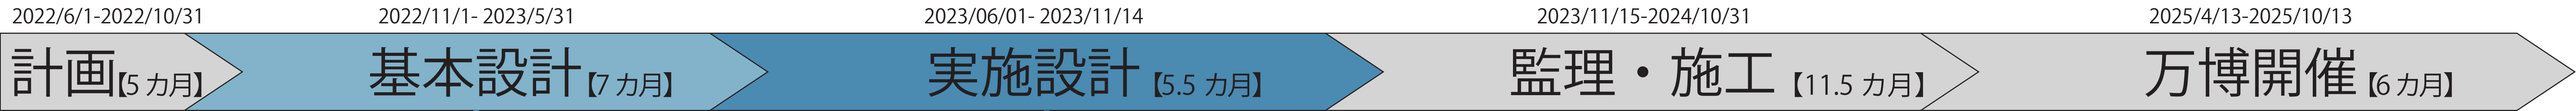 2022/6/1-2022/10/31
2022/11/1- 2023/5/31
2023/06/01- 2023/11/14
2023/11/15-2024/10/31
2025/4/13-2025/10/13
計画【5 カ月】
基本設計【7 カ月】
実施設計【5.5 カ月】
監理・施工【11.5 カ月】
万博開催【6 カ月】